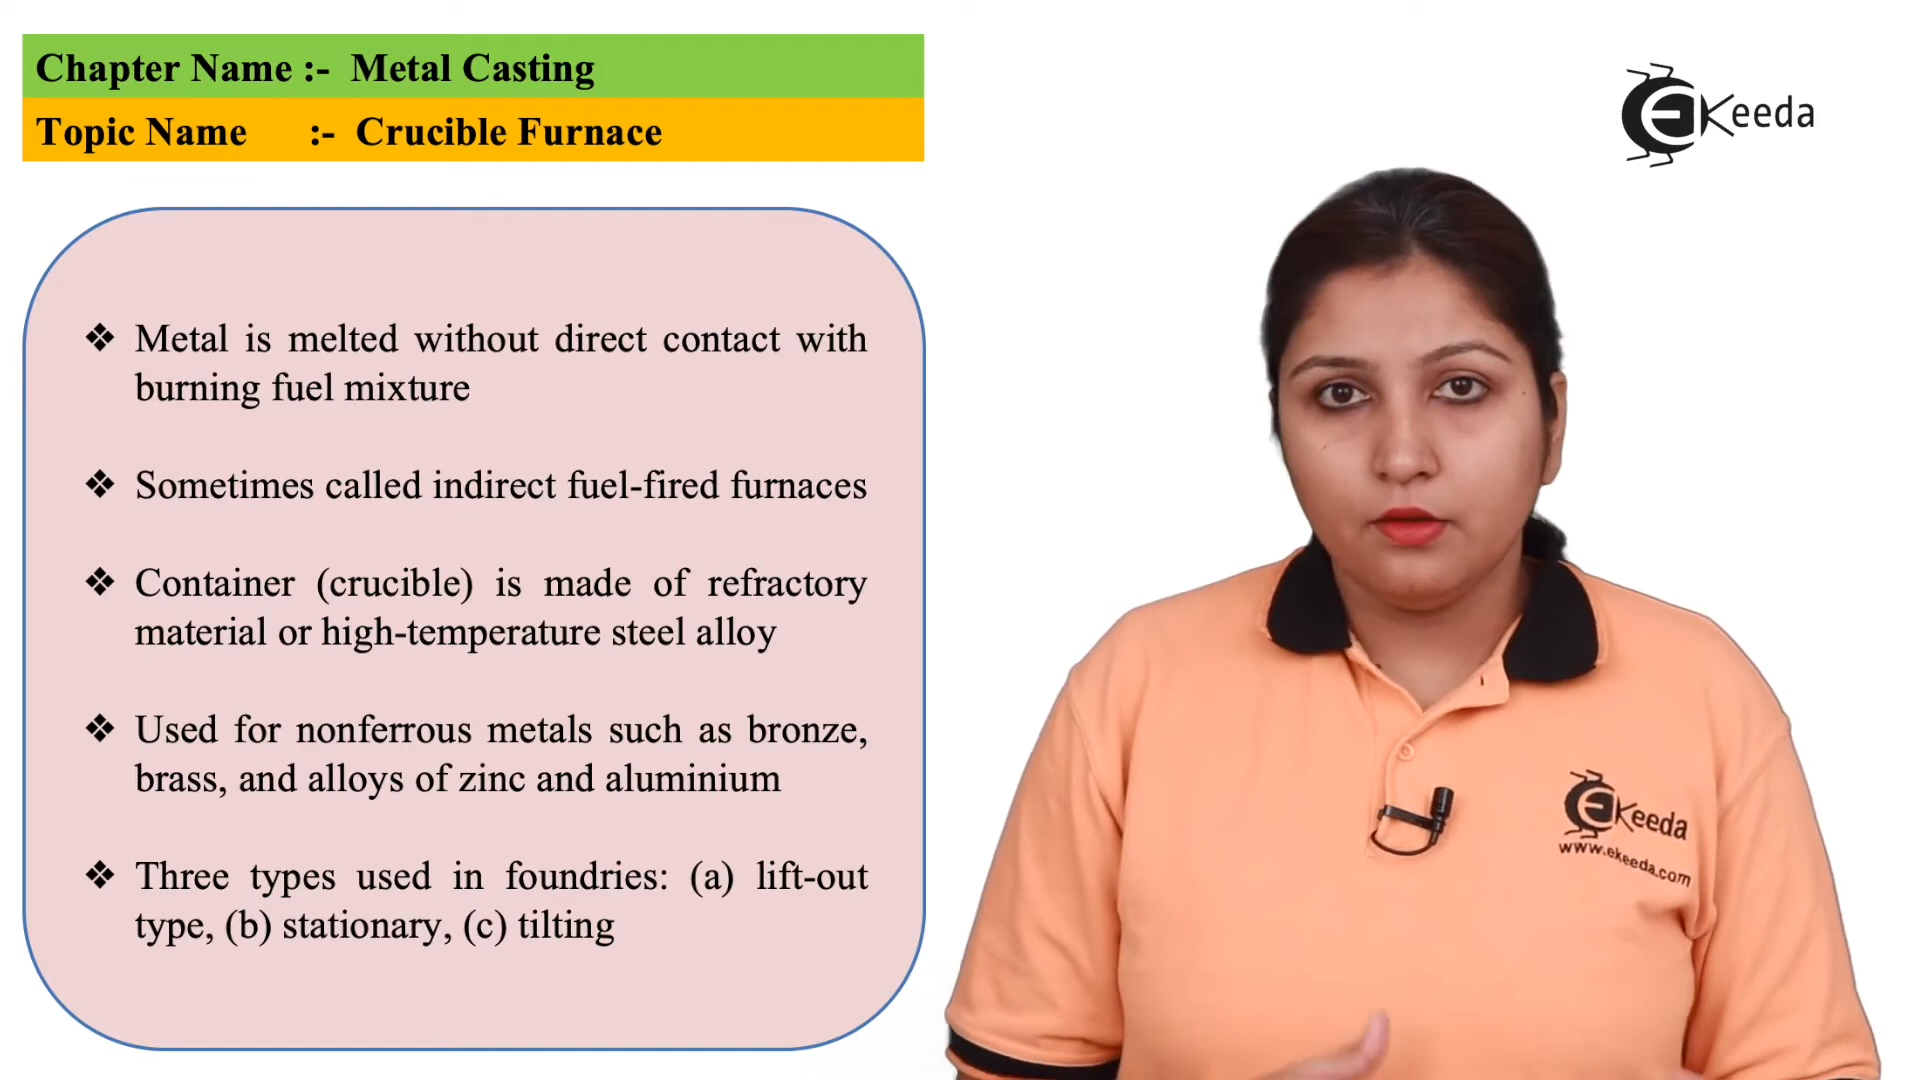 Chapter Name :- Metal Casting
Topic Name :- Crucible Furnace
EKeeda
❖ Metal is melted without direct contact with
burning fuel mixture
❖ Sometimes called indirect fuel-fired furnaces
❖ Container (crucible) is made of refractory
material or high-temperature steel alloy
❖ Used for nonferrous metals such as bronze,
brass, and alloys of zinc and aluminium
❖ Three types used in foundries: (a) lift-out
type, (b) stationary, (c) tilting
EKeeda
www.ekeeda.com